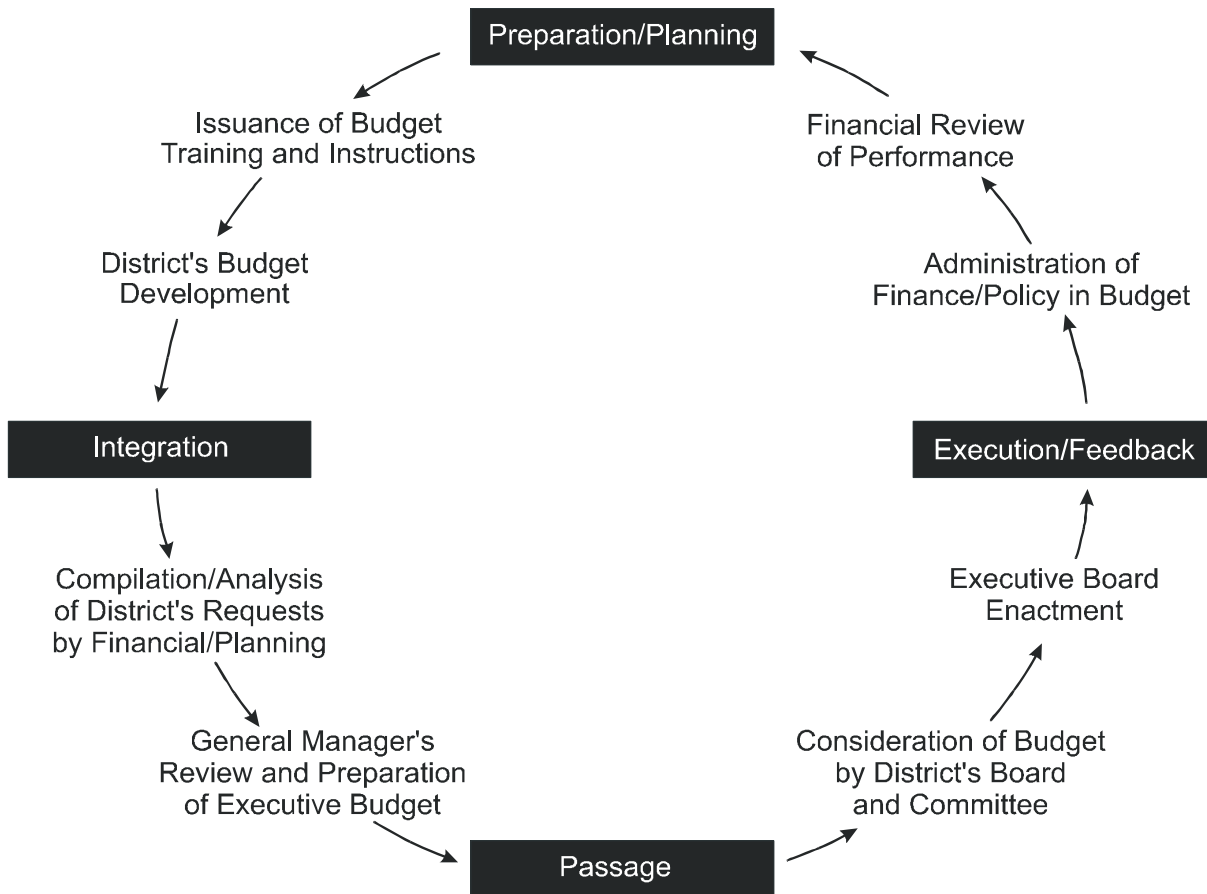 Preparation/Planning
Issuance of Budget
Training and Instructions
District's Budget
Development
Integration
Compilation/Analysis
of District's Requests
by Financial/Planning
General Manager's
Review and Preparation
of Executive Budget
Passage
Consideration of Budget
by District's Board
and Committee
Executive Board
Enactment
Execution/Feedback
Administration of
Finance/Policy in Budget
Financial Review
of Performance